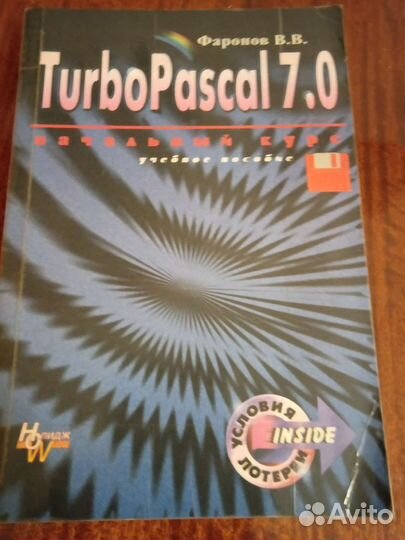 Фаронов В.В.
TurboPascal 7.0
начальный курс
учебное пособие
НОлидж
W
УСЛОВИЯ
INSIDE
ЛОТЕРЕИ
Avito